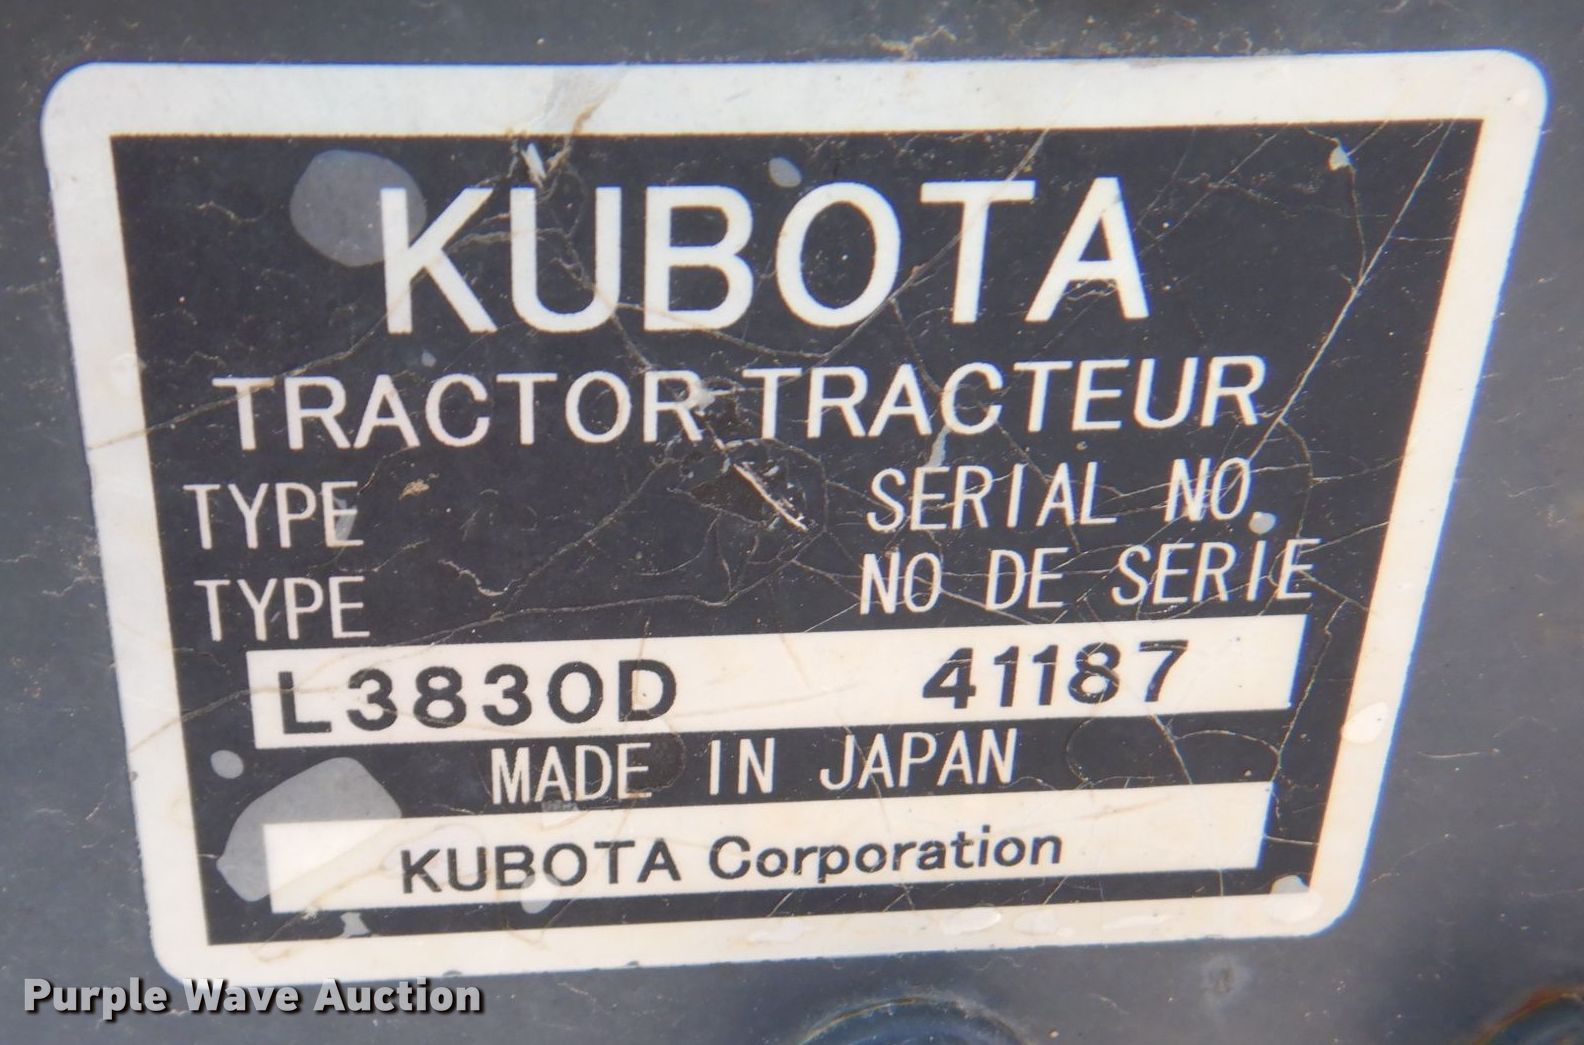 KUBOTA
TRACTOR-TRACTEUR
TYPE SERIAL NO.
TYPE NO DE SERIE
L3830D 41187
MADE IN JAPAN
KUBOTA Corporation
Purple Wave Auction